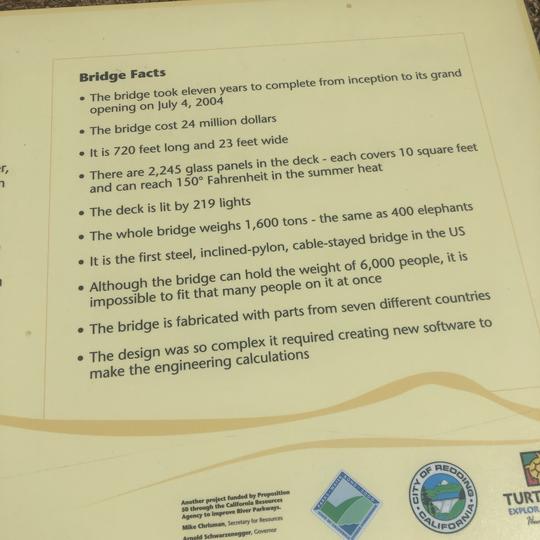 Bridge Facts
• The bridge took eleven years to complete from inception to its grand
opening on July 4, 2004
• The bridge cost 24 million dollars
• It is 720 feet long and 23 feet wide
• There are 2,245 glass panels in the deck - each covers 10 square feet
and can reach 150° Fahrenheit in the summer heat
• The deck is lit by 219 lights
• The whole bridge weighs 1,600 tons - the same as 400 elephants
• It is the first steel, inclined-pylon, cable-stayed bridge in the US
• Although the bridge can hold the weight of 6,000 people, it is
impossible to fit that many people on it at once
• The bridge is fabricated with parts from seven different countries
• The design was so complex it required creating new software to
make the engineering calculations
Another project funded by Proposition
50 through the California Resources
Agency to improve River Parkways.
Mike Chrisman, Secretary for Resources
Arnold Schwarzenegger, Governor
CITY OF REDDING
CALIFORNIA
TURT
EXPLOR